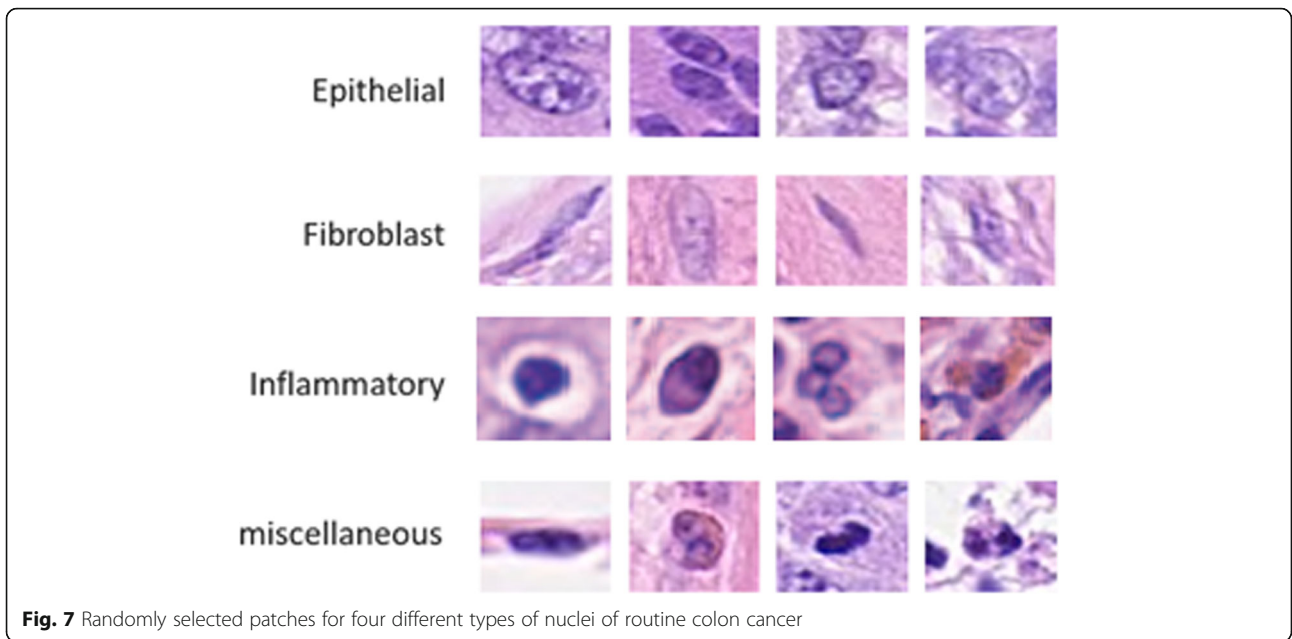 Epithelial
Fibroblast
Inflammatory
miscellaneous
Fig. 7 Randomly selected patches for four different types of nuclei of routine colon cancer